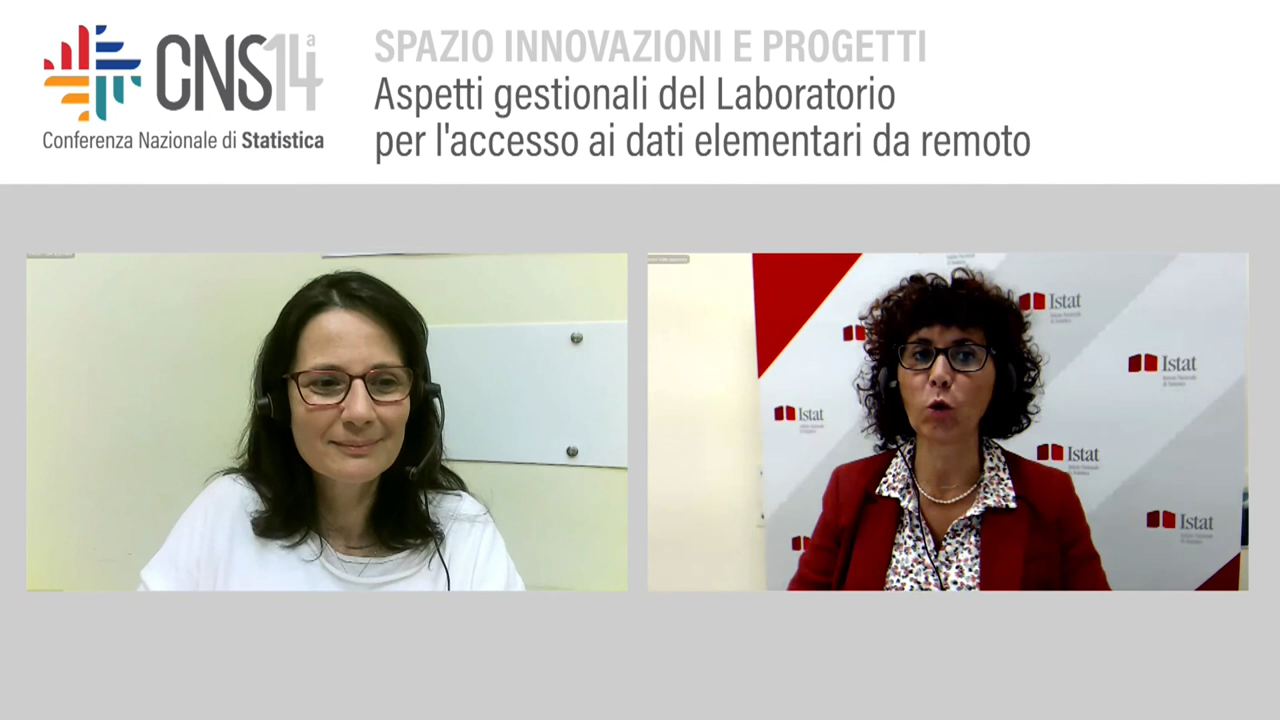 CNS14ª
Conferenza Nazionale di Statistica
SPAZIO INNOVAZIONI E PROGETTI
Aspetti gestionali del Laboratorio
per l'accesso ai dati elementari da remoto
Istat
Istat
Istat
Istat
Istat